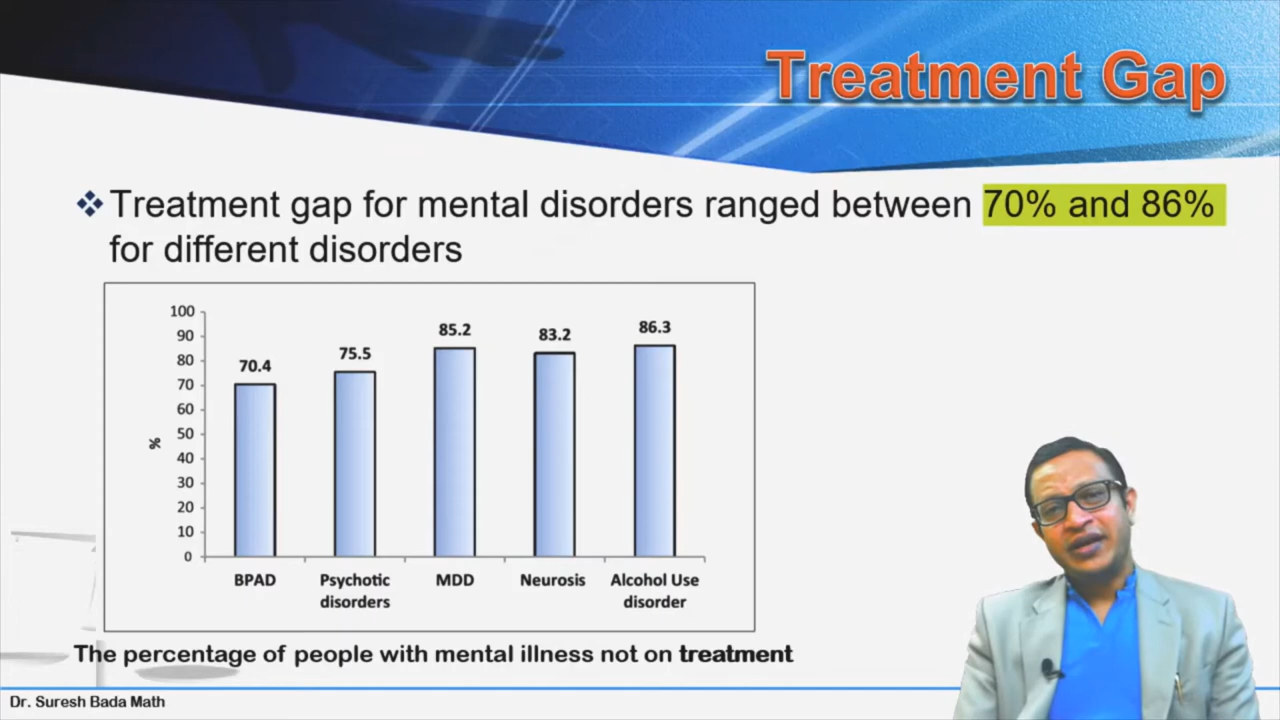 Treatment Gap
Treatment gap for mental disorders ranged between 70% and 86%
for different disorders
100
90
80
70
60
50
40
30
20
10
0
%
70.4
75.5
85.2
83.2
86.3
BPAD
Psychotic
disorders
MDD
Neurosis
Alcohol Use
disorder
The percentage of people with mental illness not on treatment
Dr. Suresh Bada Math